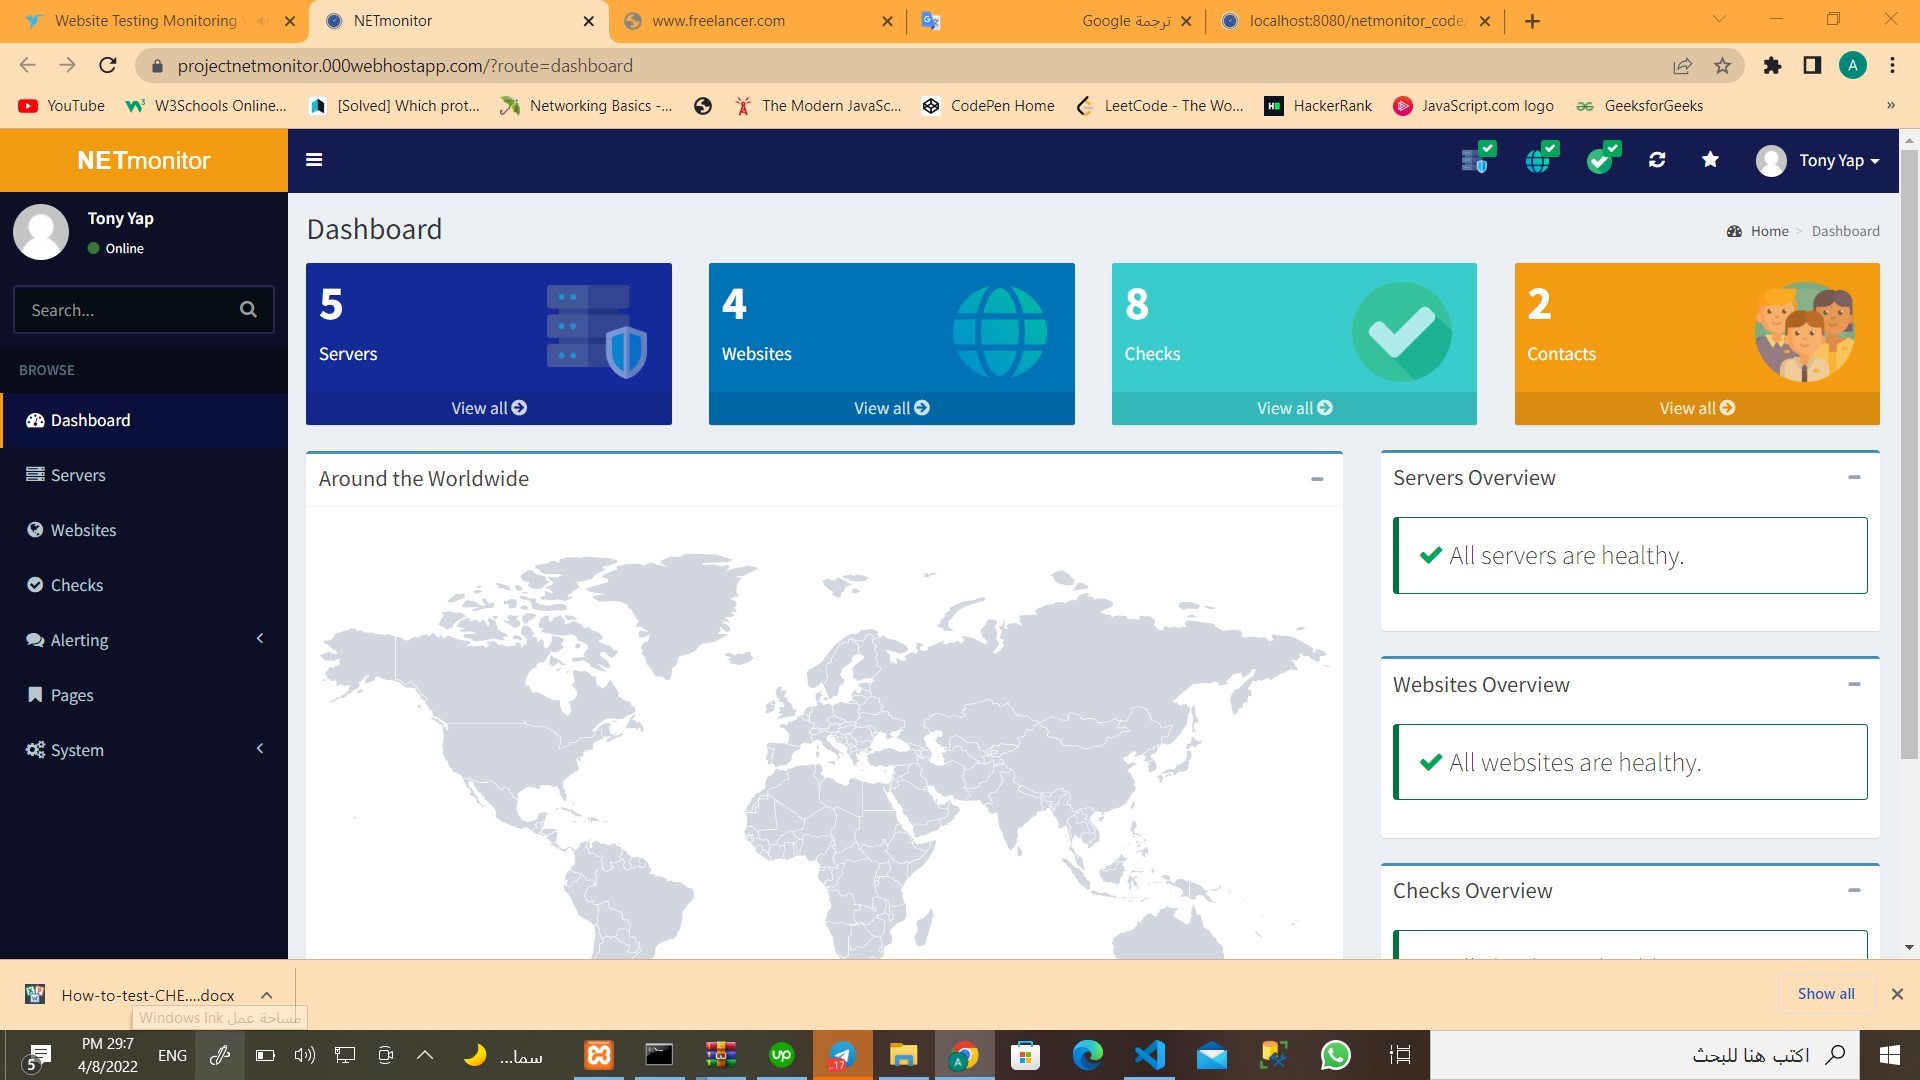 Website Testing Monitoring
NETmonitor
www.freelancer.com
ترجمة Google
localhost:8080/netmonitor_code/
projectnetmonitor.000webhostapp.com/?route=dashboard
A
YouTube
W3Schools Online...
[Solved] Which prot...
Networking Basics -...
The Modern JavaSc...
CodePen Home
LeetCode - The Wo...
HackerRank
JavaScript.com logo
GeeksforGeeks
»
NETmonitor
Tony Yap
Tony Yap
Online
Search...
BROWSE
Dashboard
Servers
Websites
Checks
Alerting
Pages
System
Dashboard
Home > Dashboard
5
Servers
View all
4
Websites
View all
8
Checks
View all
2
Contacts
View all
Around the Worldwide
Servers Overview
All servers are healthy.
Websites Overview
All websites are healthy.
Checks Overview
How-to-test-CHE....docx
Show all
مساحة عمل Windows Ink
5
PM 29:7
4/8/2022
ENG
سما...
up
..17
A
اكتب هنا للبحث